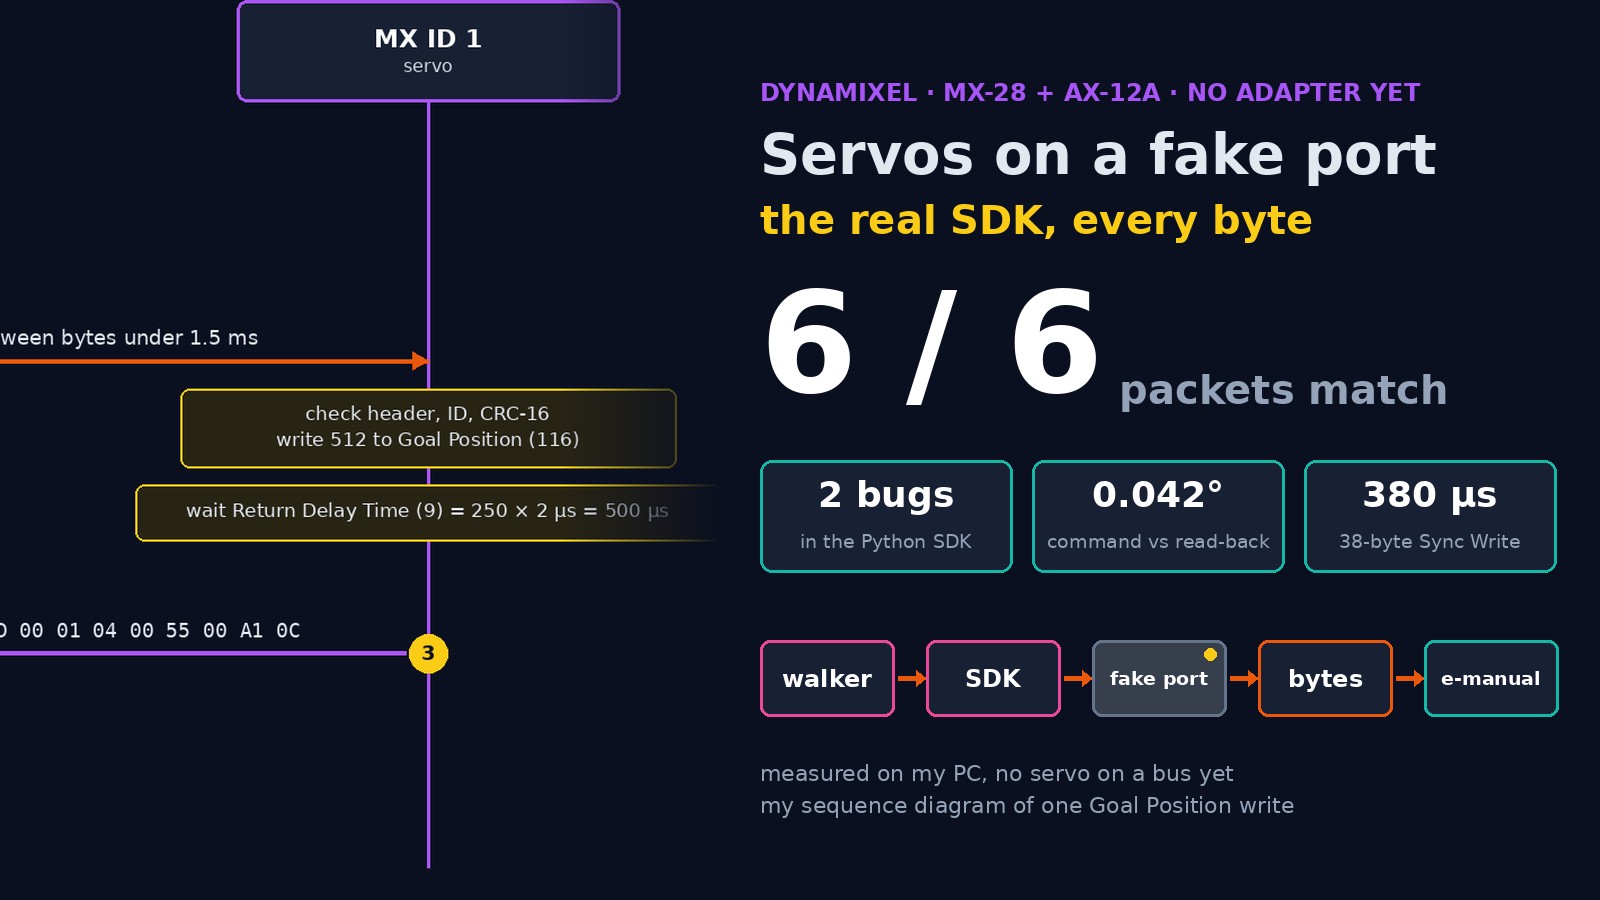 MX ID 1
servo
ween bytes under 1.5 ms
check header, ID, CRC-16
write 512 to Goal Position (116)
wait Return Delay Time (9) = 250 × 2 µs = 500 µs
00 01 04 00 55 00 A1 0C
3
DYNAMIXEL · MX-28 + AX-12A · NO ADAPTER YET
Servos on a fake port
the real SDK, every byte
6 / 6 packets match
2 bugs
in the Python SDK
0.042°
command vs read-back
380 µs
38-byte Sync Write
walker
SDK
fake port
bytes
e-manual
measured on my PC, no servo on a bus yet
my sequence diagram of one Goal Position write